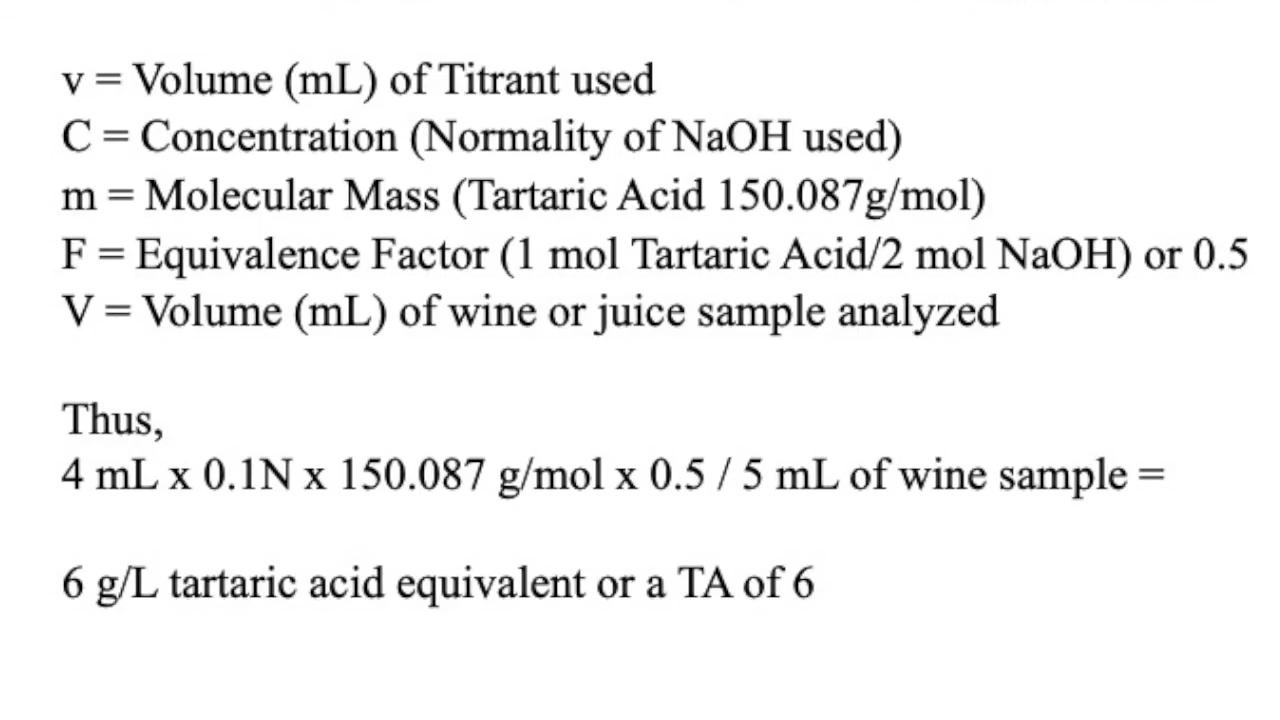 v = Volume (mL) of Titrant used
C = Concentration (Normality of NaOH used)
m = Molecular Mass (Tartaric Acid 150.087g/mol)
F = Equivalence Factor (1 mol Tartaric Acid/2 mol NaOH) or 0.5
V = Volume (mL) of wine or juice sample analyzed
Thus,
4 mL x 0.1N x 150.087 g/mol x 0.5 / 5 mL of wine sample =
6 g/L tartaric acid equivalent or a TA of 6